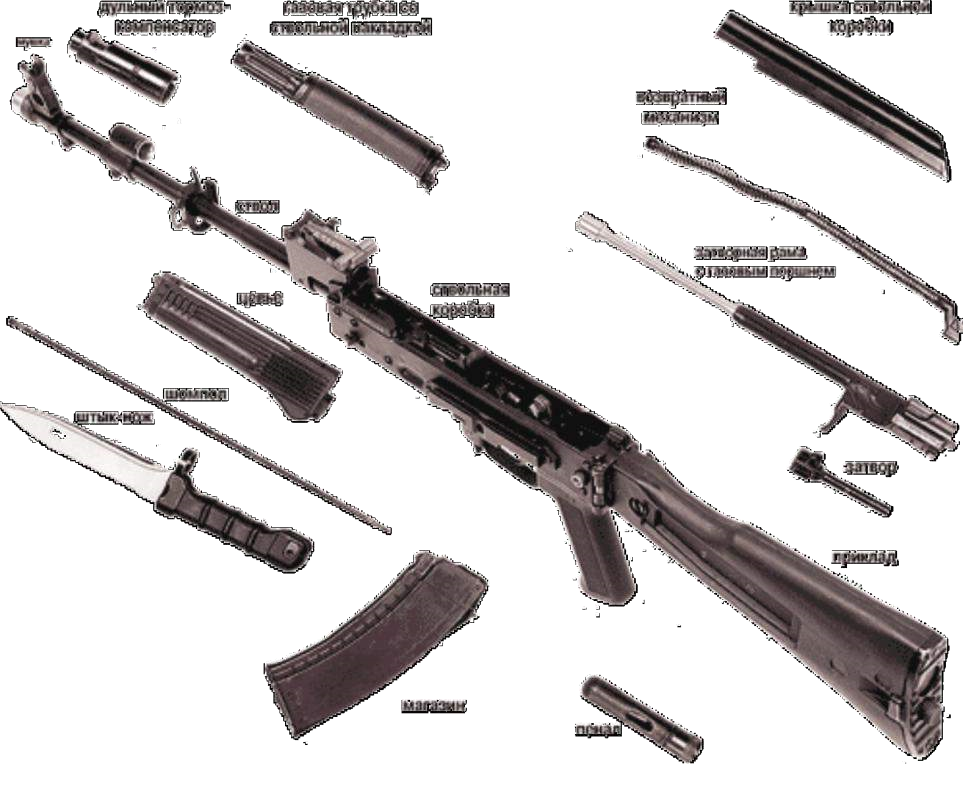 дульный тормоз-
компенсатор
газовая трубка со
ствольной накладкой
крышка ствольной
коробки
мушка
возвратный
механизм
ствол
затворная рама
с газовым поршнем
цевье
ствольная
коробка
шомпол
штык-нож
затвор
приклад
магазин
пенал